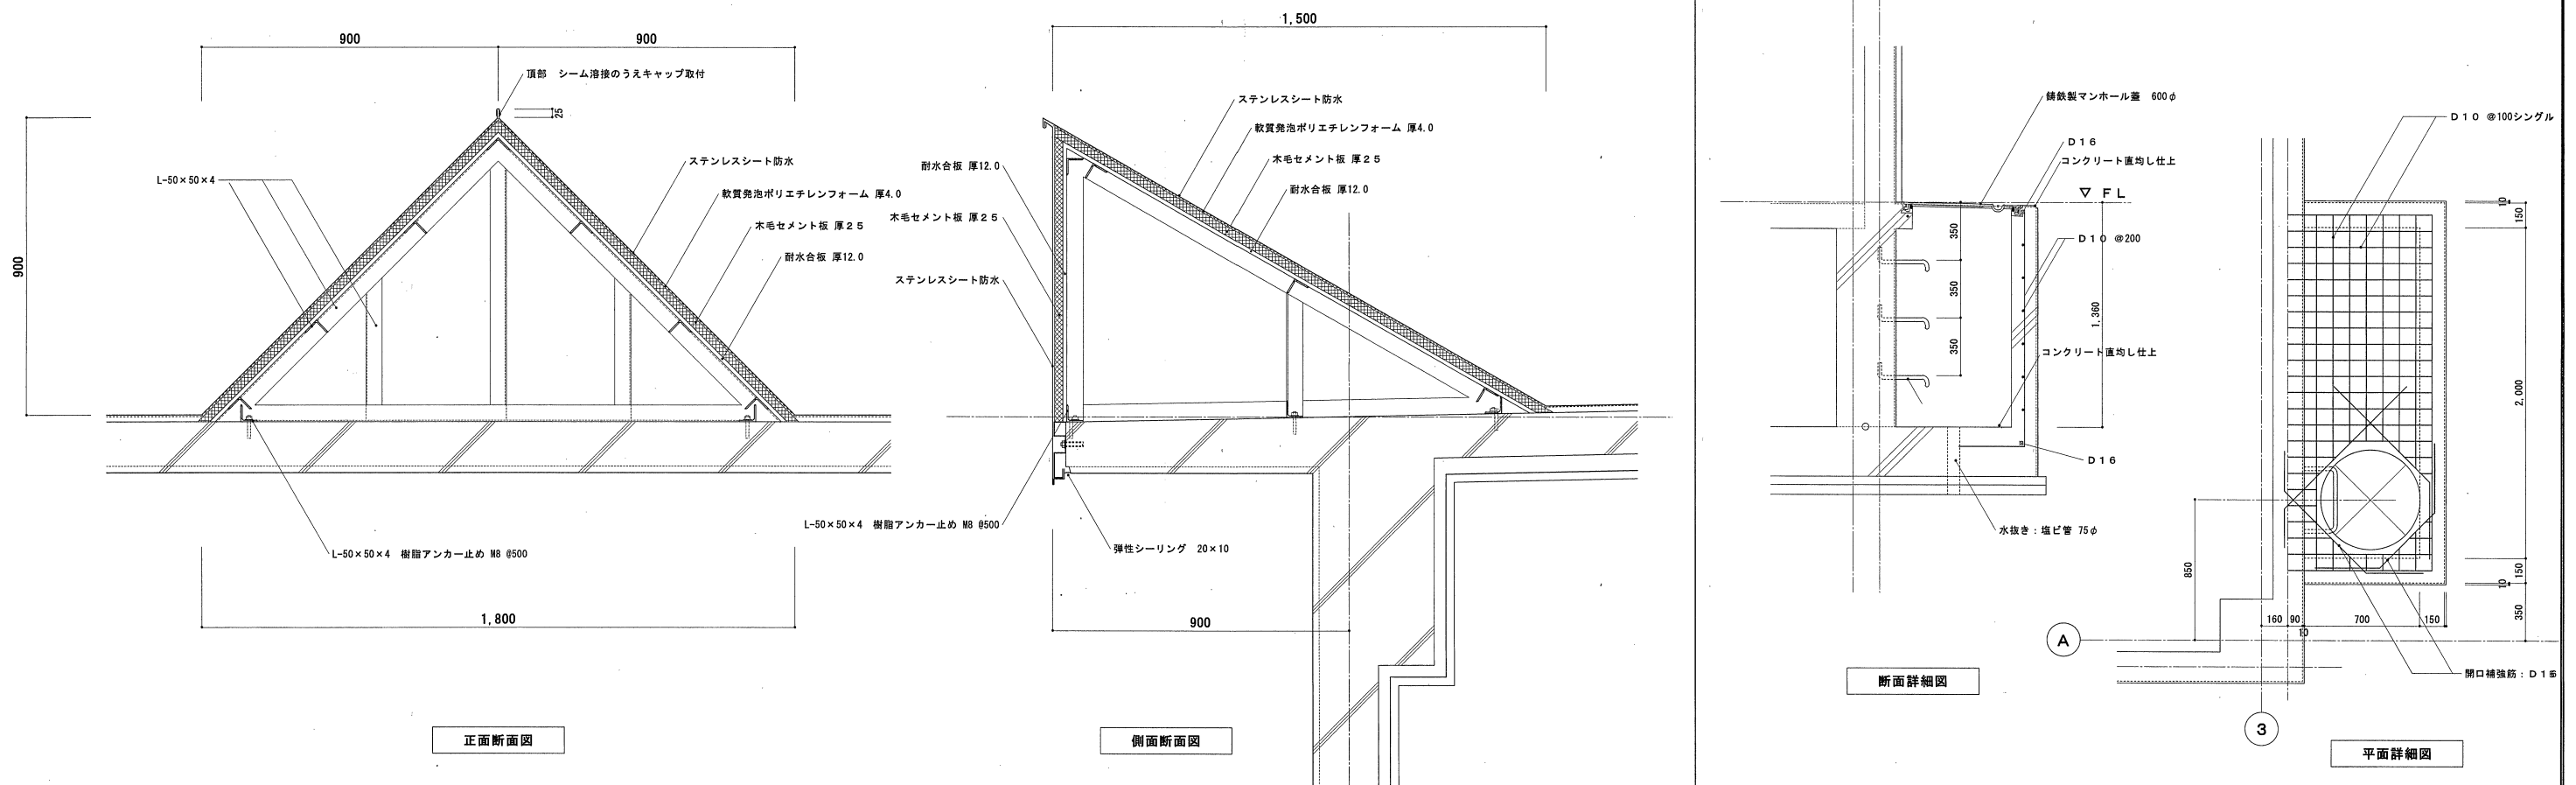 900
900
頂部 シーム溶接のうえキャップ取付
25
900
L-50×50×4
ステンレスシート防水
軟質発泡ポリエチレンフォーム 厚4.0
木毛セメント板 厚25
耐水合板 厚12.0
L-50×50×4 樹脂アンカー止め M8 @500
1,800
正面断面図
1,500
ステンレスシート防水
軟質発泡ポリエチレンフォーム 厚4.0
木毛セメント板 厚25
耐水合板 厚12.0
耐水合板 厚12.0
木毛セメント板 厚25
ステンレスシート防水
L-50×50×4 樹脂アンカー止め M8 @500
弾性シーリング 20×10
900
側面断面図
鋳鉄製マンホール蓋 600φ
D16
コンクリート直均し仕上
▽ FL
D10 @200
350
350
350
1,360
コンクリート直均し仕上
D16
水抜き：塩ビ管 75φ
断面詳細図
D10 @100シングル
10
150
2,000
150
10
350
850
160
90
10
700
150
A
3
開口補強筋：D1
平面詳細図